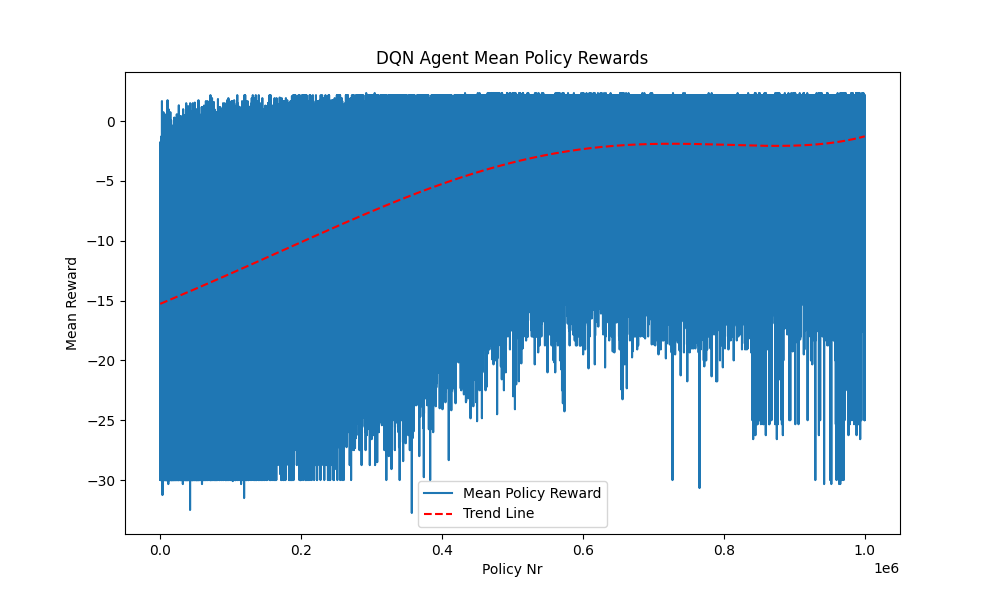 DQN Agent Mean Policy Rewards
Mean Reward
0
−5
−10
−15
−20
−25
−30
Mean Policy Reward
Trend Line
0.0 0.2 0.4 0.6 0.8 1.0
1e6
Policy Nr